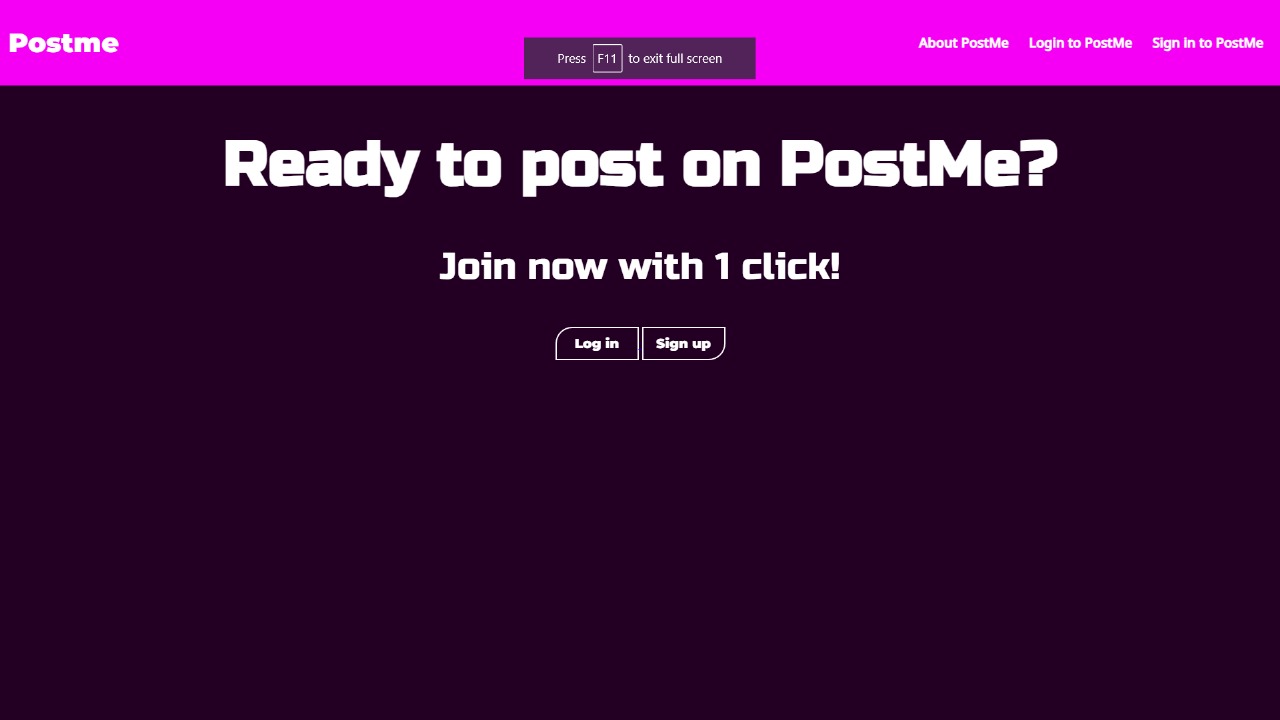 Postme
About PostMe Login to PostMe Sign in to PostMe
Press F11 to exit full screen
Ready to post on PostMe?
Join now with 1 click!
Log in Sign up